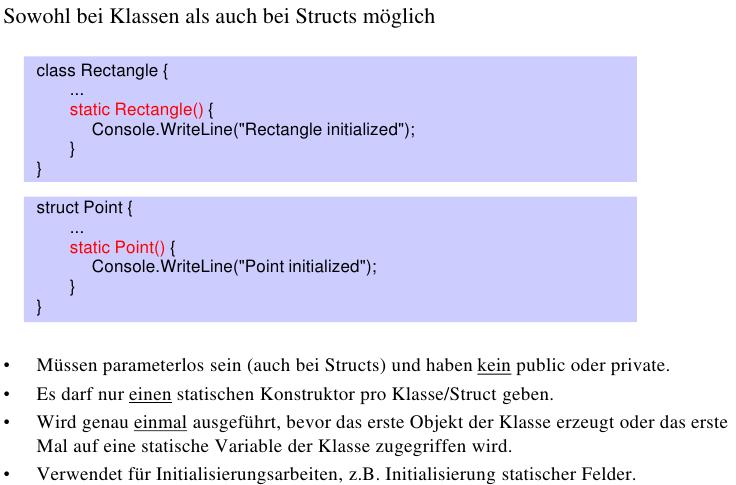 Sowohl bei Klassen als auch bei Structs möglich
class Rectangle {
...
static Rectangle() {
Console.WriteLine("Rectangle initialized");
}
}
struct Point {
...
static Point() {
Console.WriteLine("Point initialized");
}
}
• Müssen parameterlos sein (auch bei Structs) und haben kein public oder private.
• Es darf nur einen statischen Konstruktor pro Klasse/Struct geben.
• Wird genau einmal ausgeführt, bevor das erste Objekt der Klasse erzeugt oder das erste
Mal auf eine statische Variable der Klasse zugegriffen wird.
• Verwendet für Initialisierungsarbeiten, z.B. Initialisierung statischer Felder.